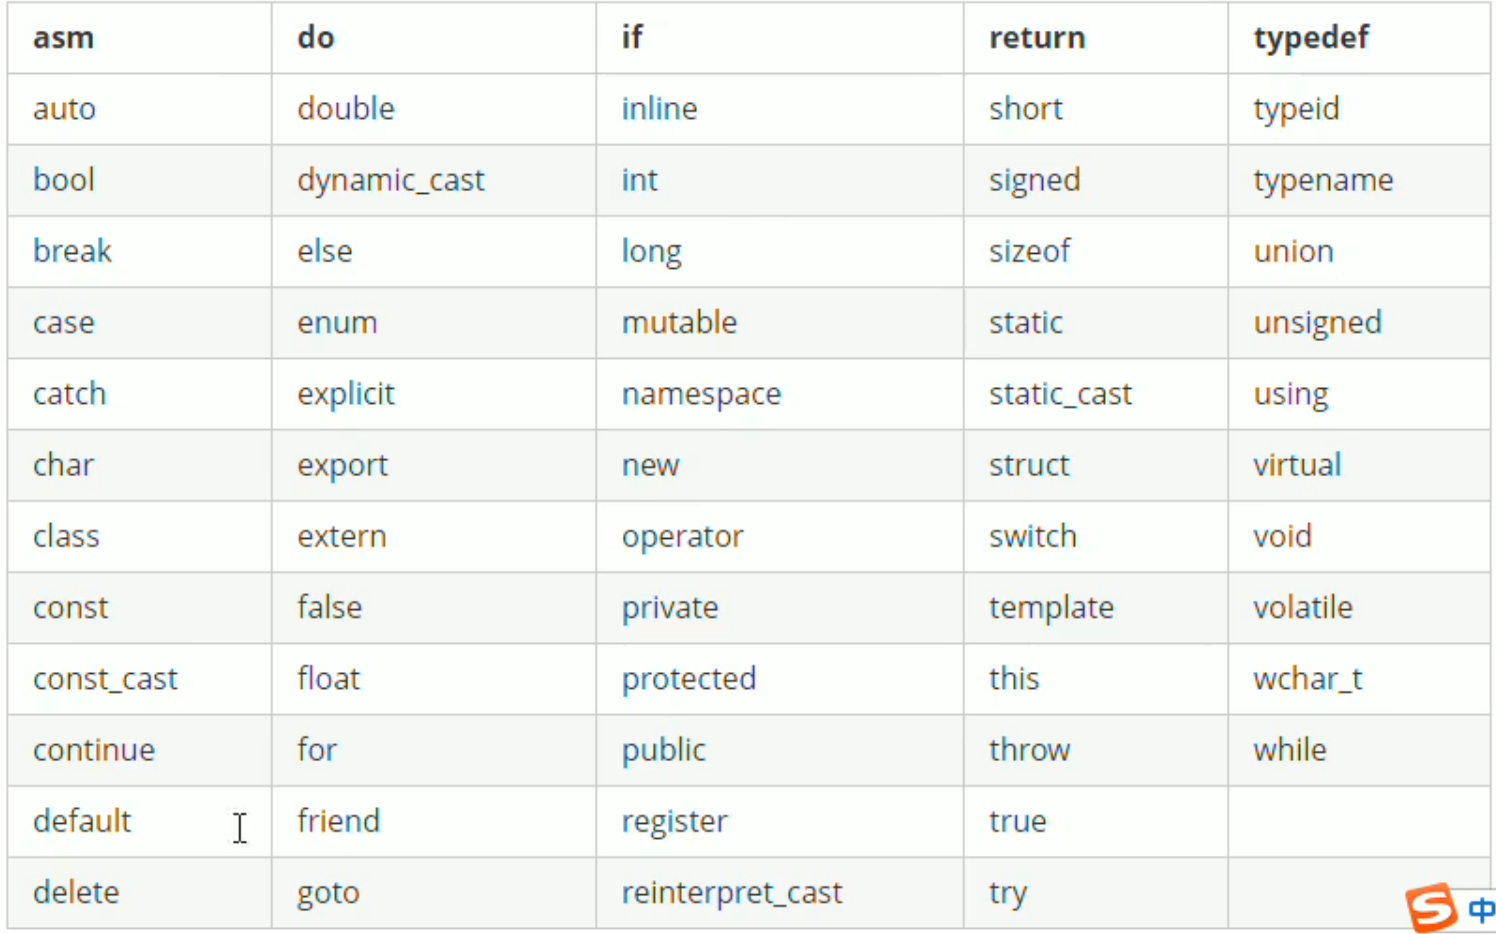 asm do if return typedef
auto double inline short typeid
bool dynamic_cast int signed typename
break else long sizeof union
case enum mutable static unsigned
catch explicit namespace static_cast using
char export new struct virtual
class extern operator switch void
const false private template volatile
const_cast float protected this wchar_t
continue for public throw while
default friend register true
delete goto reinterpret_cast try
S 中